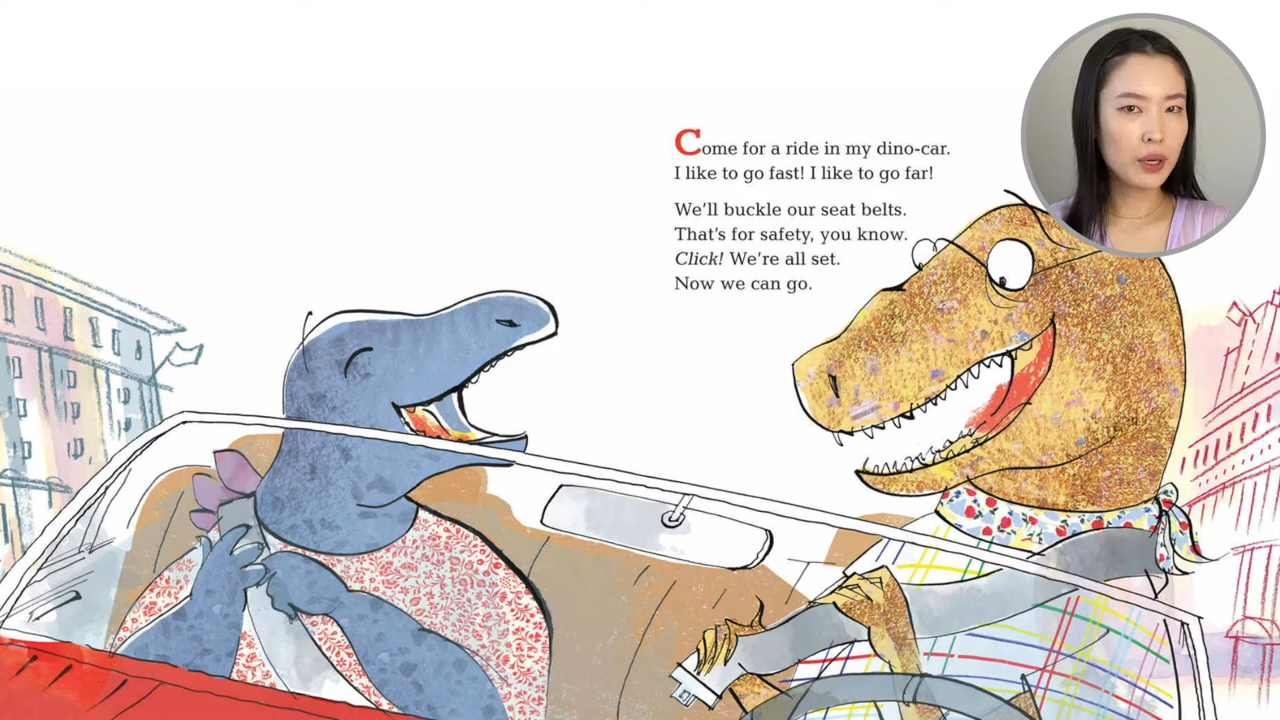 Come for a ride in my dino-car.
I like to go fast! I like to go far!
We’ll buckle our seat belts.
That’s for safety, you know.
Click! We’re all set.
Now we can go.